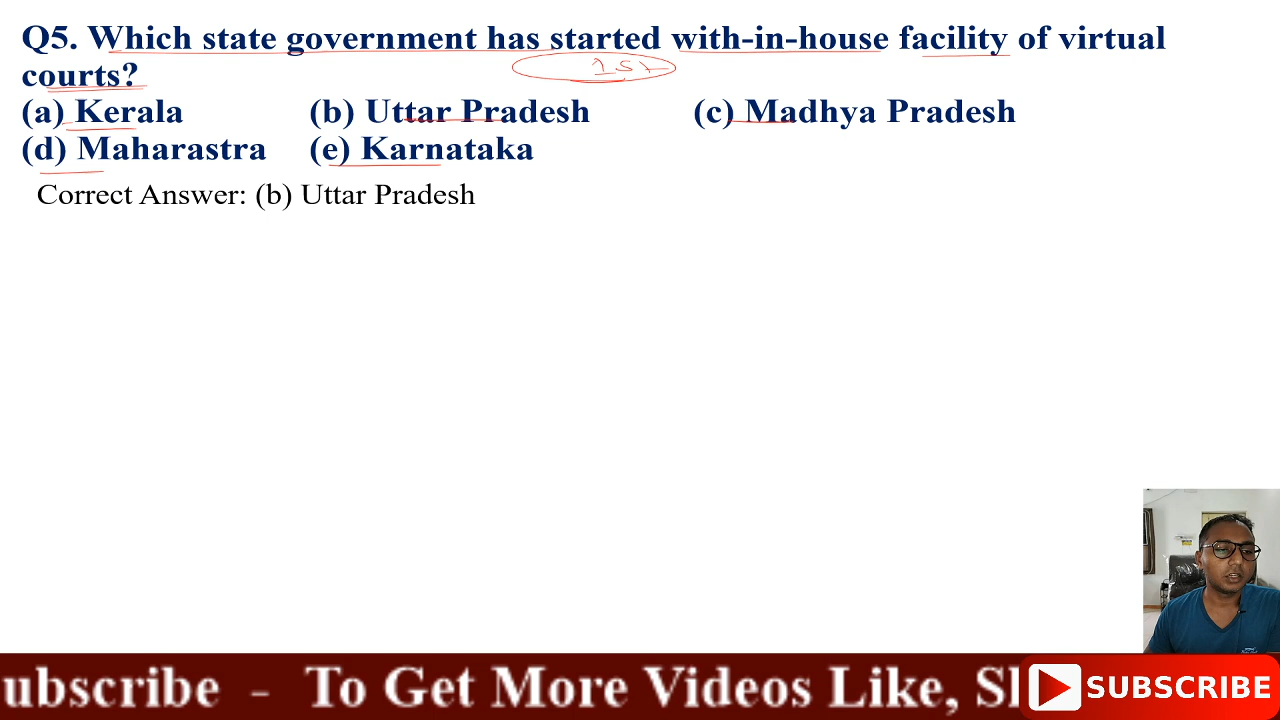 Q5. Which state government has started with-in-house facility of virtual
1st
courts?
(a) Kerala (b) Uttar Pradesh (c) Madhya Pradesh
(d) Maharastra (e) Karnataka
Correct Answer: (b) Uttar Pradesh
ubscribe - To Get More Videos Like, Sl
SUBSCRIBE